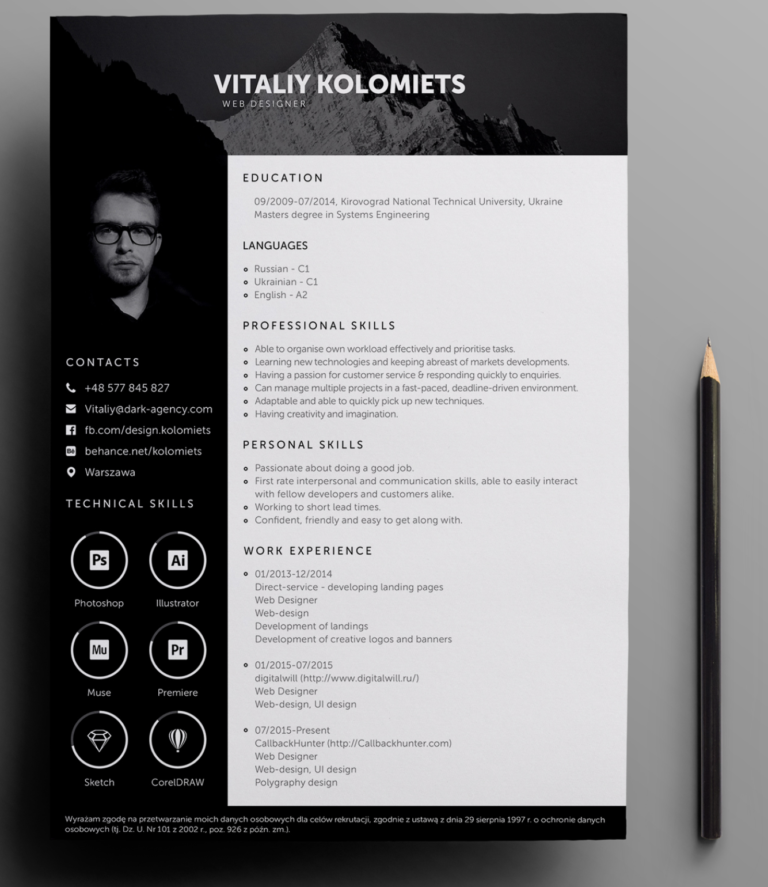 VITALIY KOLOMIETS
WEB DESIGNER
CONTACTS
+48 577 845 827
Vitaliy@dark-agency.com
fb.com/design.kolomiets
Bē behance.net/kolomiets
Warszawa
TECHNICAL SKILLS
Ps
Ai
Photoshop
Illustrator
Mu
Pr
Muse
Premiere
Sketch
CorelDRAW
EDUCATION
09/2009-07/2014, Kirovograd National Technical University, Ukraine
Masters degree in Systems Engineering
LANGUAGES
Russian - C1
Ukrainian - C1
English - A2
PROFESSIONAL SKILLS
Able to organise own workload effectively and prioritise tasks.
Learning new technologies and keeping abreast of markets developments.
Having a passion for customer service & responding quickly to enquiries.
Can manage multiple projects in a fast-paced, deadline-driven environment.
Adaptable and able to quickly pick up new techniques.
Having creativity and imagination.
PERSONAL SKILLS
Passionate about doing a good job.
First rate interpersonal and communication skills, able to easily interact
with fellow developers and customers alike.
Working to short lead times.
Confident, friendly and easy to get along with.
WORK EXPERIENCE
01/2013-12/2014
Direct-service - developing landing pages
Web Designer
Web-design
Development of landings
Development of creative logos and banners
01/2015-07/2015
digitalwill (http://www.digitalwill.ru/)
Web Designer
Web-design, UI design
07/2015-Present
CallbackHunter (http://Callbackhunter.com)
Web Designer
Web-design, UI design
Polygraphy design
Wyrażam zgodę na przetwarzanie moich danych osobowych dla celów rekrutacji, zgodnie z ustawą z dnia 29 sierpnia 1997 r. o ochronie danych
osobowych (tj. Dz. U. Nr 101 z 2002 r., poz. 926 z późn. zm.).